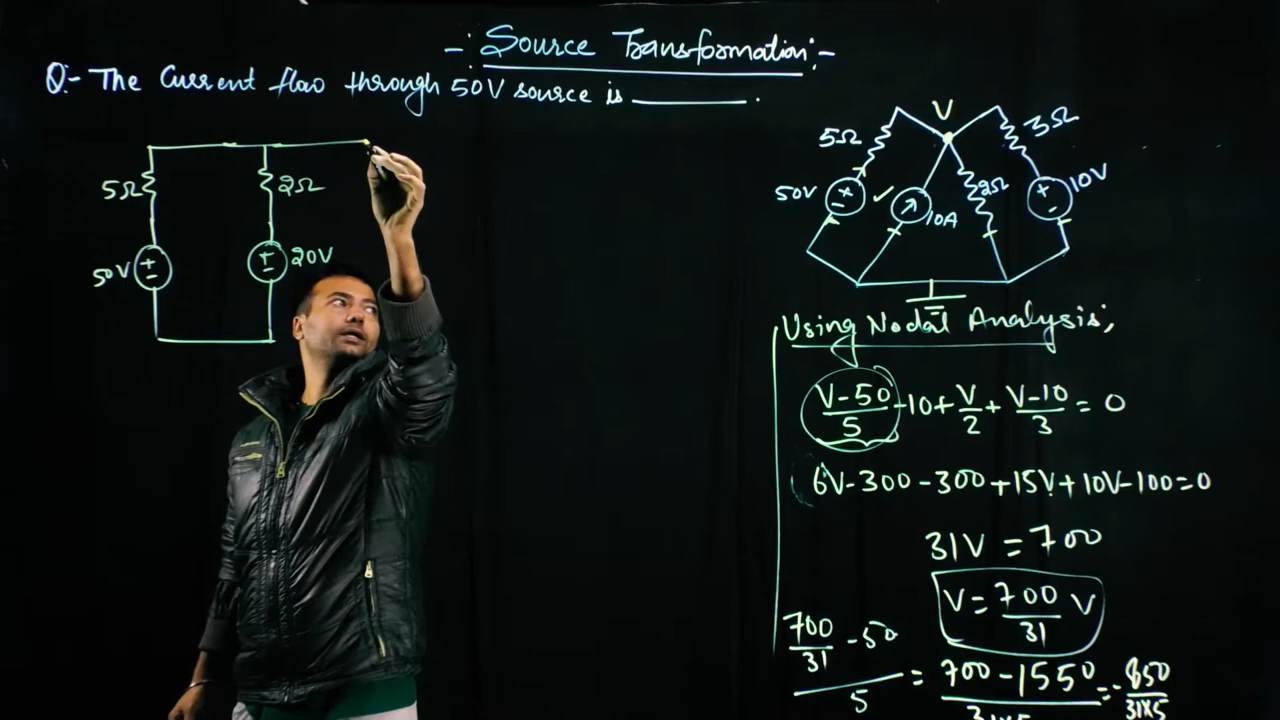 -: Source Transformation:-
Q:- The Current flow through 50V source is ______.
5Ω
2Ω
50V
+
-
20V
+
-
V
5Ω
3Ω
50V
+
-
✓
10A
2Ω
+
-
10V
Using Nodal Analysis;
(V-50)/5 -10 + V/2 + (V-10)/3 = 0
6V-300-300+15V+10V-100=0
31V = 700
V = 700/31 V
(700/31 - 50)/5 = (700-1550)/(31×5) = -850/(31×5)